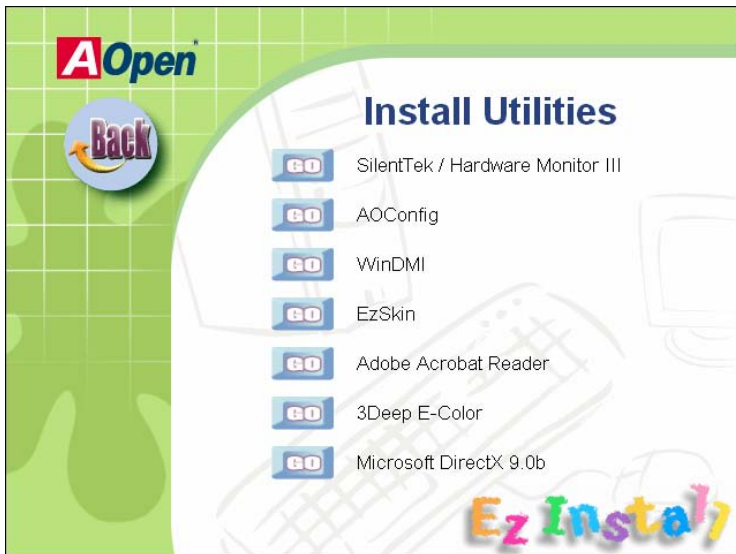 AOpen
Back
Install Utilities
GO SilentTek / Hardware Monitor III
GO AOConfig
GO WinDMI
GO EzSkin
GO Adobe Acrobat Reader
GO 3Deep E-Color
GO Microsoft DirectX 9.0b
Ez Install